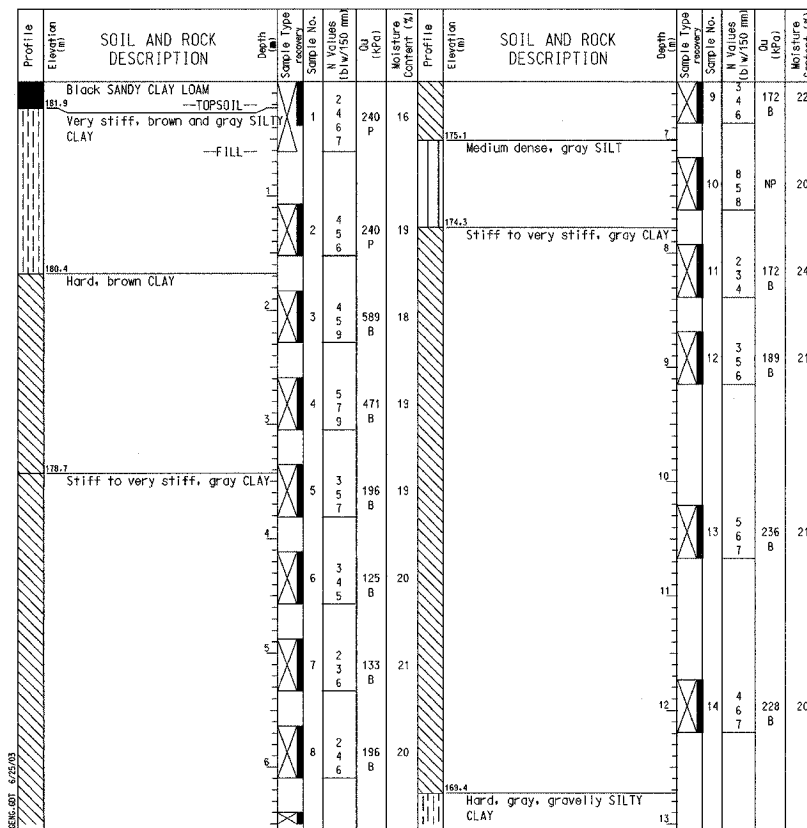 Profile
Elevation (m)
SOIL AND ROCK
DESCRIPTION
Depth (m)
Sample Type
recovery
Sample No.
N Values
(blw/150 mm)
Qu
(kPa)
Moisture
Content (%)
Black SANDY CLAY LOAM
181.9
---TOPSOIL---
Very stiff, brown and gray SILTY
CLAY
---FILL---
1
2
4
6
7
240
P
16
1
2
4
5
6
240
P
19
180.4
Hard, brown CLAY
2
3
4
5
9
589
B
18
4
5
7
9
471
B
19
3
178.7
Stiff to very stiff, gray CLAY
5
3
5
7
196
B
19
4
6
3
4
5
125
B
20
5
7
2
3
6
133
B
21
8
2
4
6
196
B
20
6
6/25/03
Profile
Elevation
(m)
SOIL AND ROCK
DESCRIPTION
Depth
(m)
Sample Type
recovery
Sample No.
N Values
(blw/150 mm)
Qu
(kPa)
Moisture
9
3
4
6
172
B
22
7
175.1
Medium dense, gray SILT
10
8
5
8
NP
20
174.3
Stiff to very stiff, gray CLAY
8
11
2
3
4
172
B
24
9
12
3
5
6
189
B
21
10
13
5
6
7
236
B
21
11
12
14
4
6
7
228
B
20
169.4
Hard, gray, gravelly SILTY
CLAY
13